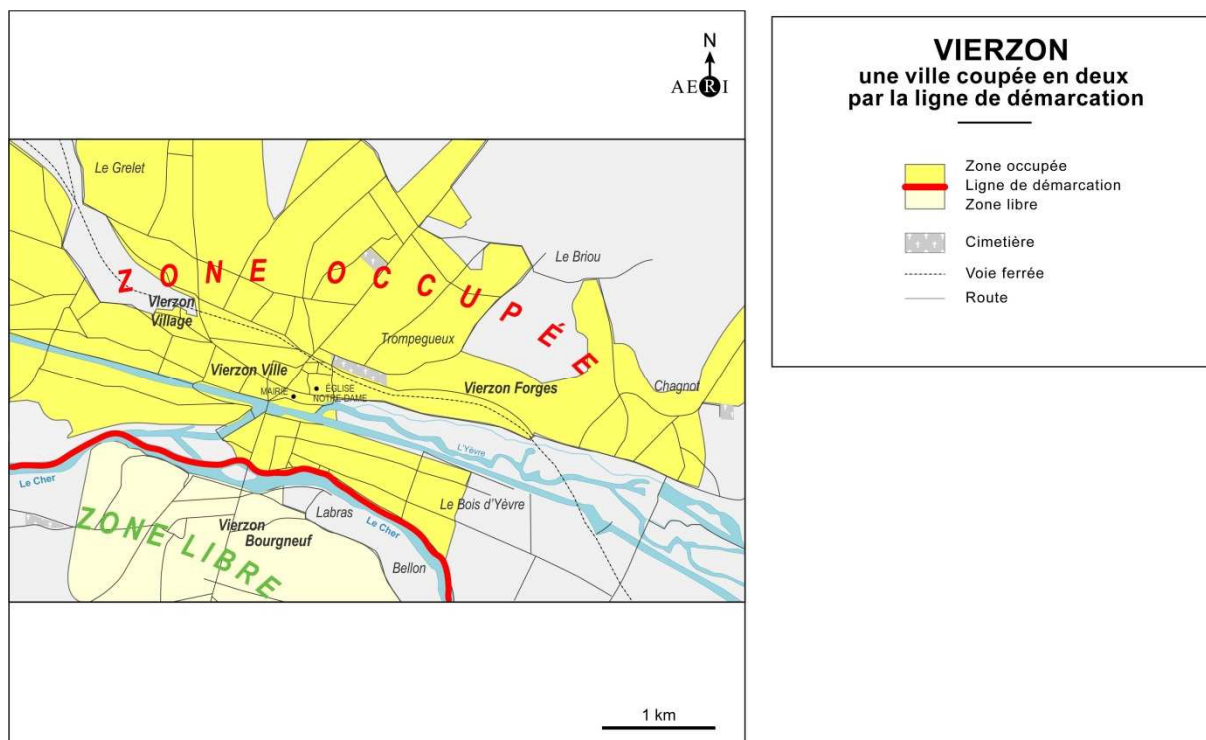 N
AERI
VIERZON
une ville coupée en deux
par la ligne de démarcation
Zone occupée
Ligne de démarcation
Zone libre
Cimetière
Voie ferrée
Route
Le Grelet
ZONE OCCUPÉE
Le Briou
Vierzon
Village
Trompegueux
Vierzon Ville
Vierzon Forges
Chagnot
MAIRIE
ÉGLISE
NOTRE-DAME
L'Yèvre
Le Cher
Le Bois d'Yèvre
Labras
Le Cher
Vierzon
Bourgneuf
ZONE LIBRE
Bellon
1 km